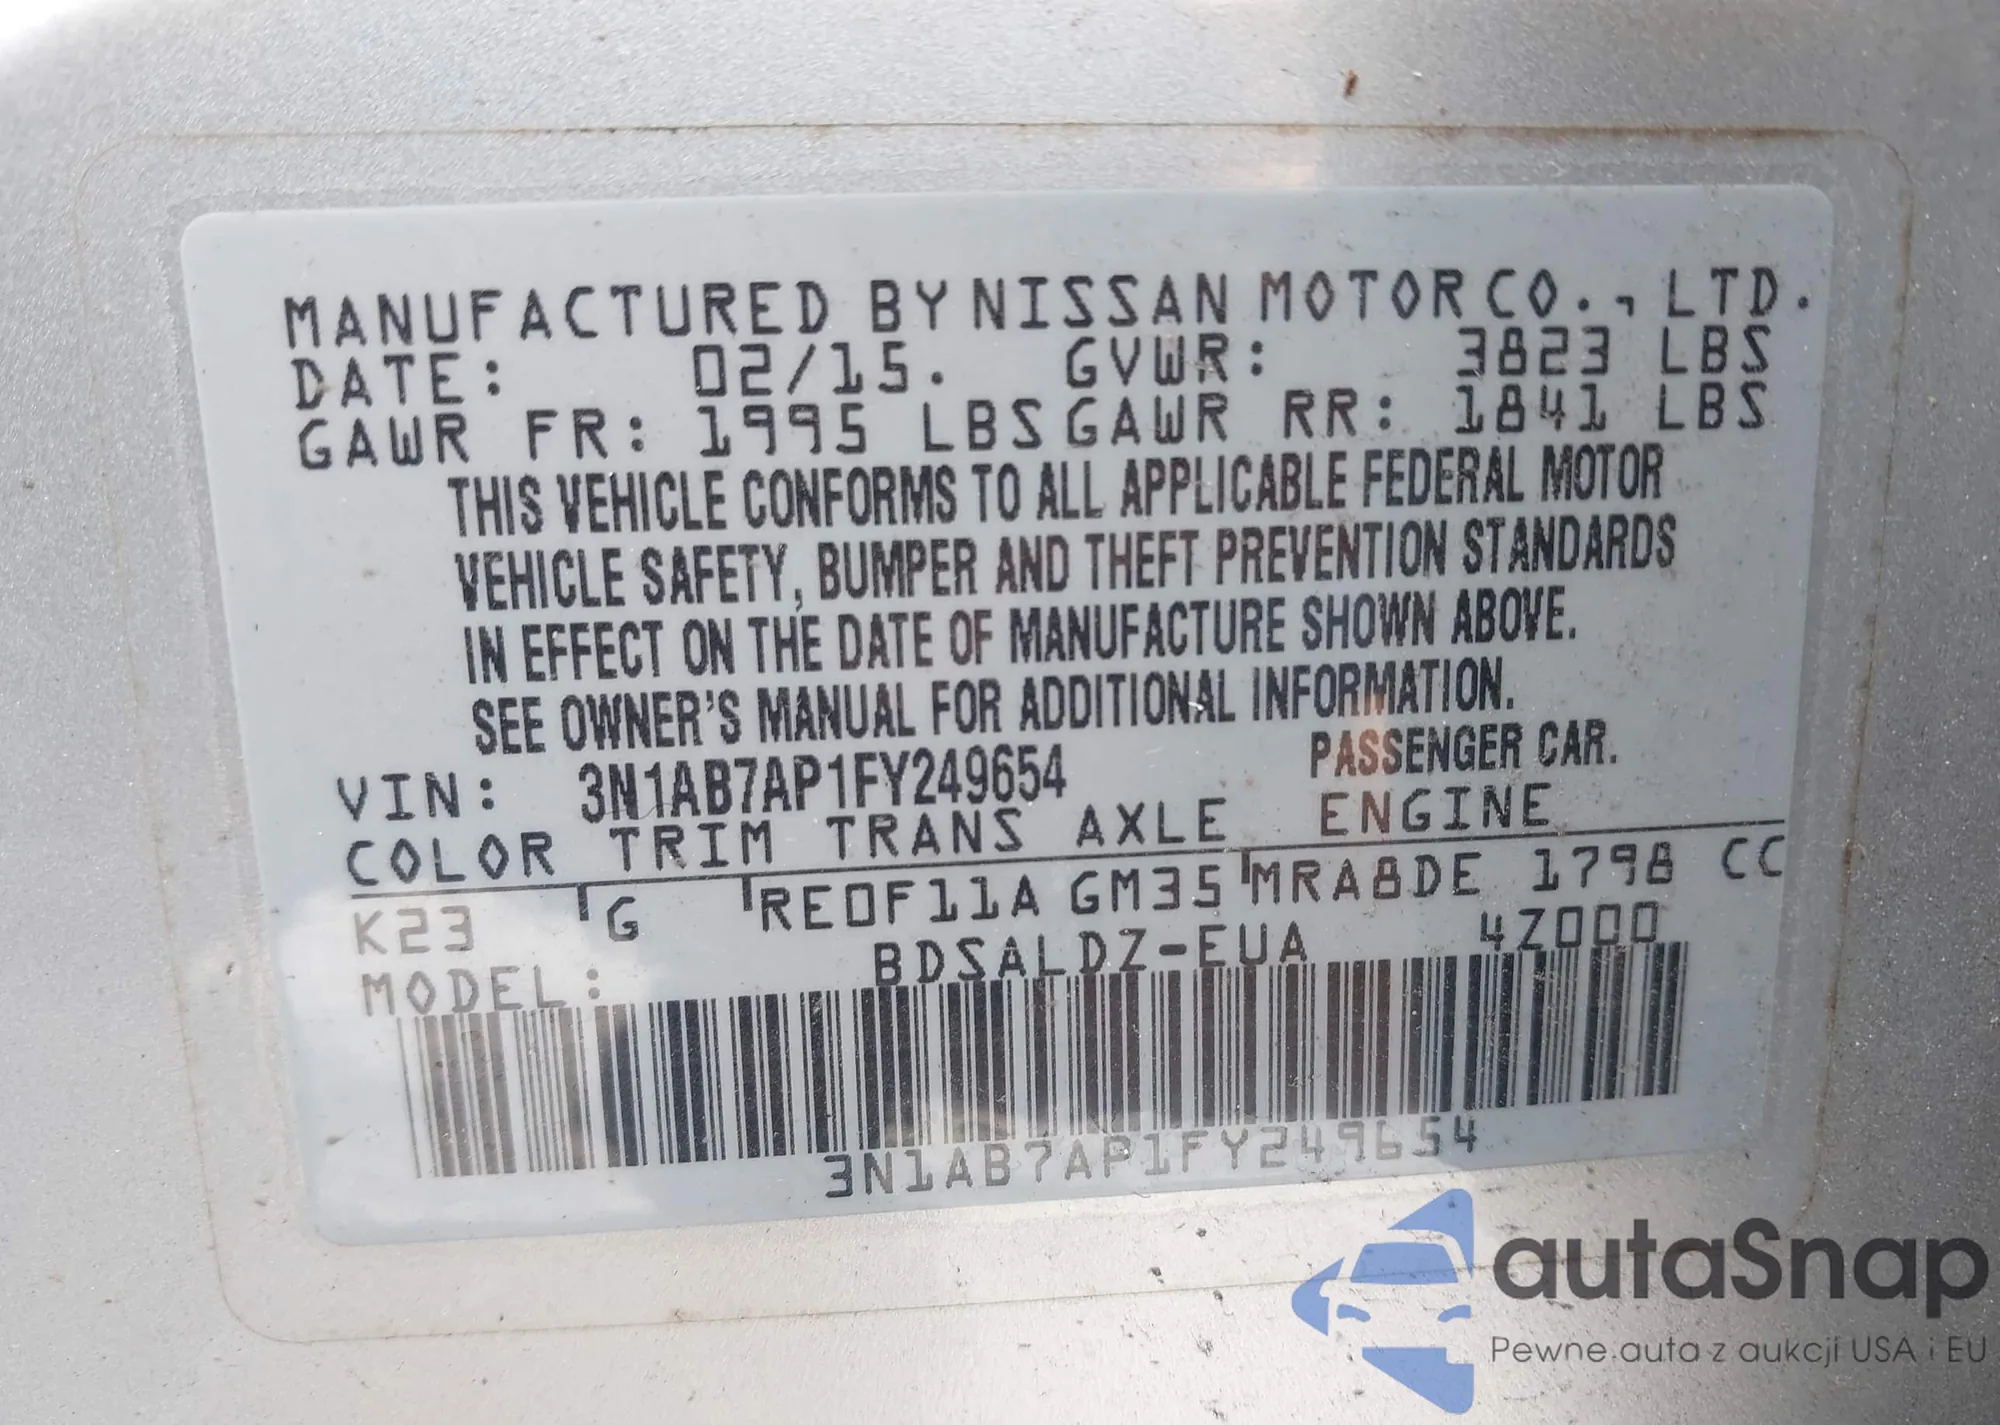 MANUFACTURED BY NISSAN MOTOR CO., LTD.
DATE: 02/15. GVWR: 3823 LBS
GAWR FR: 1995 LBS GAWR RR: 1841 LBS
THIS VEHICLE CONFORMS TO ALL APPLICABLE FEDERAL MOTOR
VEHICLE SAFETY, BUMPER AND THEFT PREVENTION STANDARDS
IN EFFECT ON THE DATE OF MANUFACTURE SHOWN ABOVE.
SEE OWNER'S MANUAL FOR ADDITIONAL INFORMATION.
VIN: 3N1AB7AP1FY249654 PASSENGER CAR.
COLOR TRIM TRANS AXLE ENGINE
K23 G RE0F11A GM35 MRA8DE 1798 CC
MODEL: BDSALDZ-EUA 4Z000
3N1AB7AP1FY249654
autaSnap
Pewne auta z aukcji USA i EU